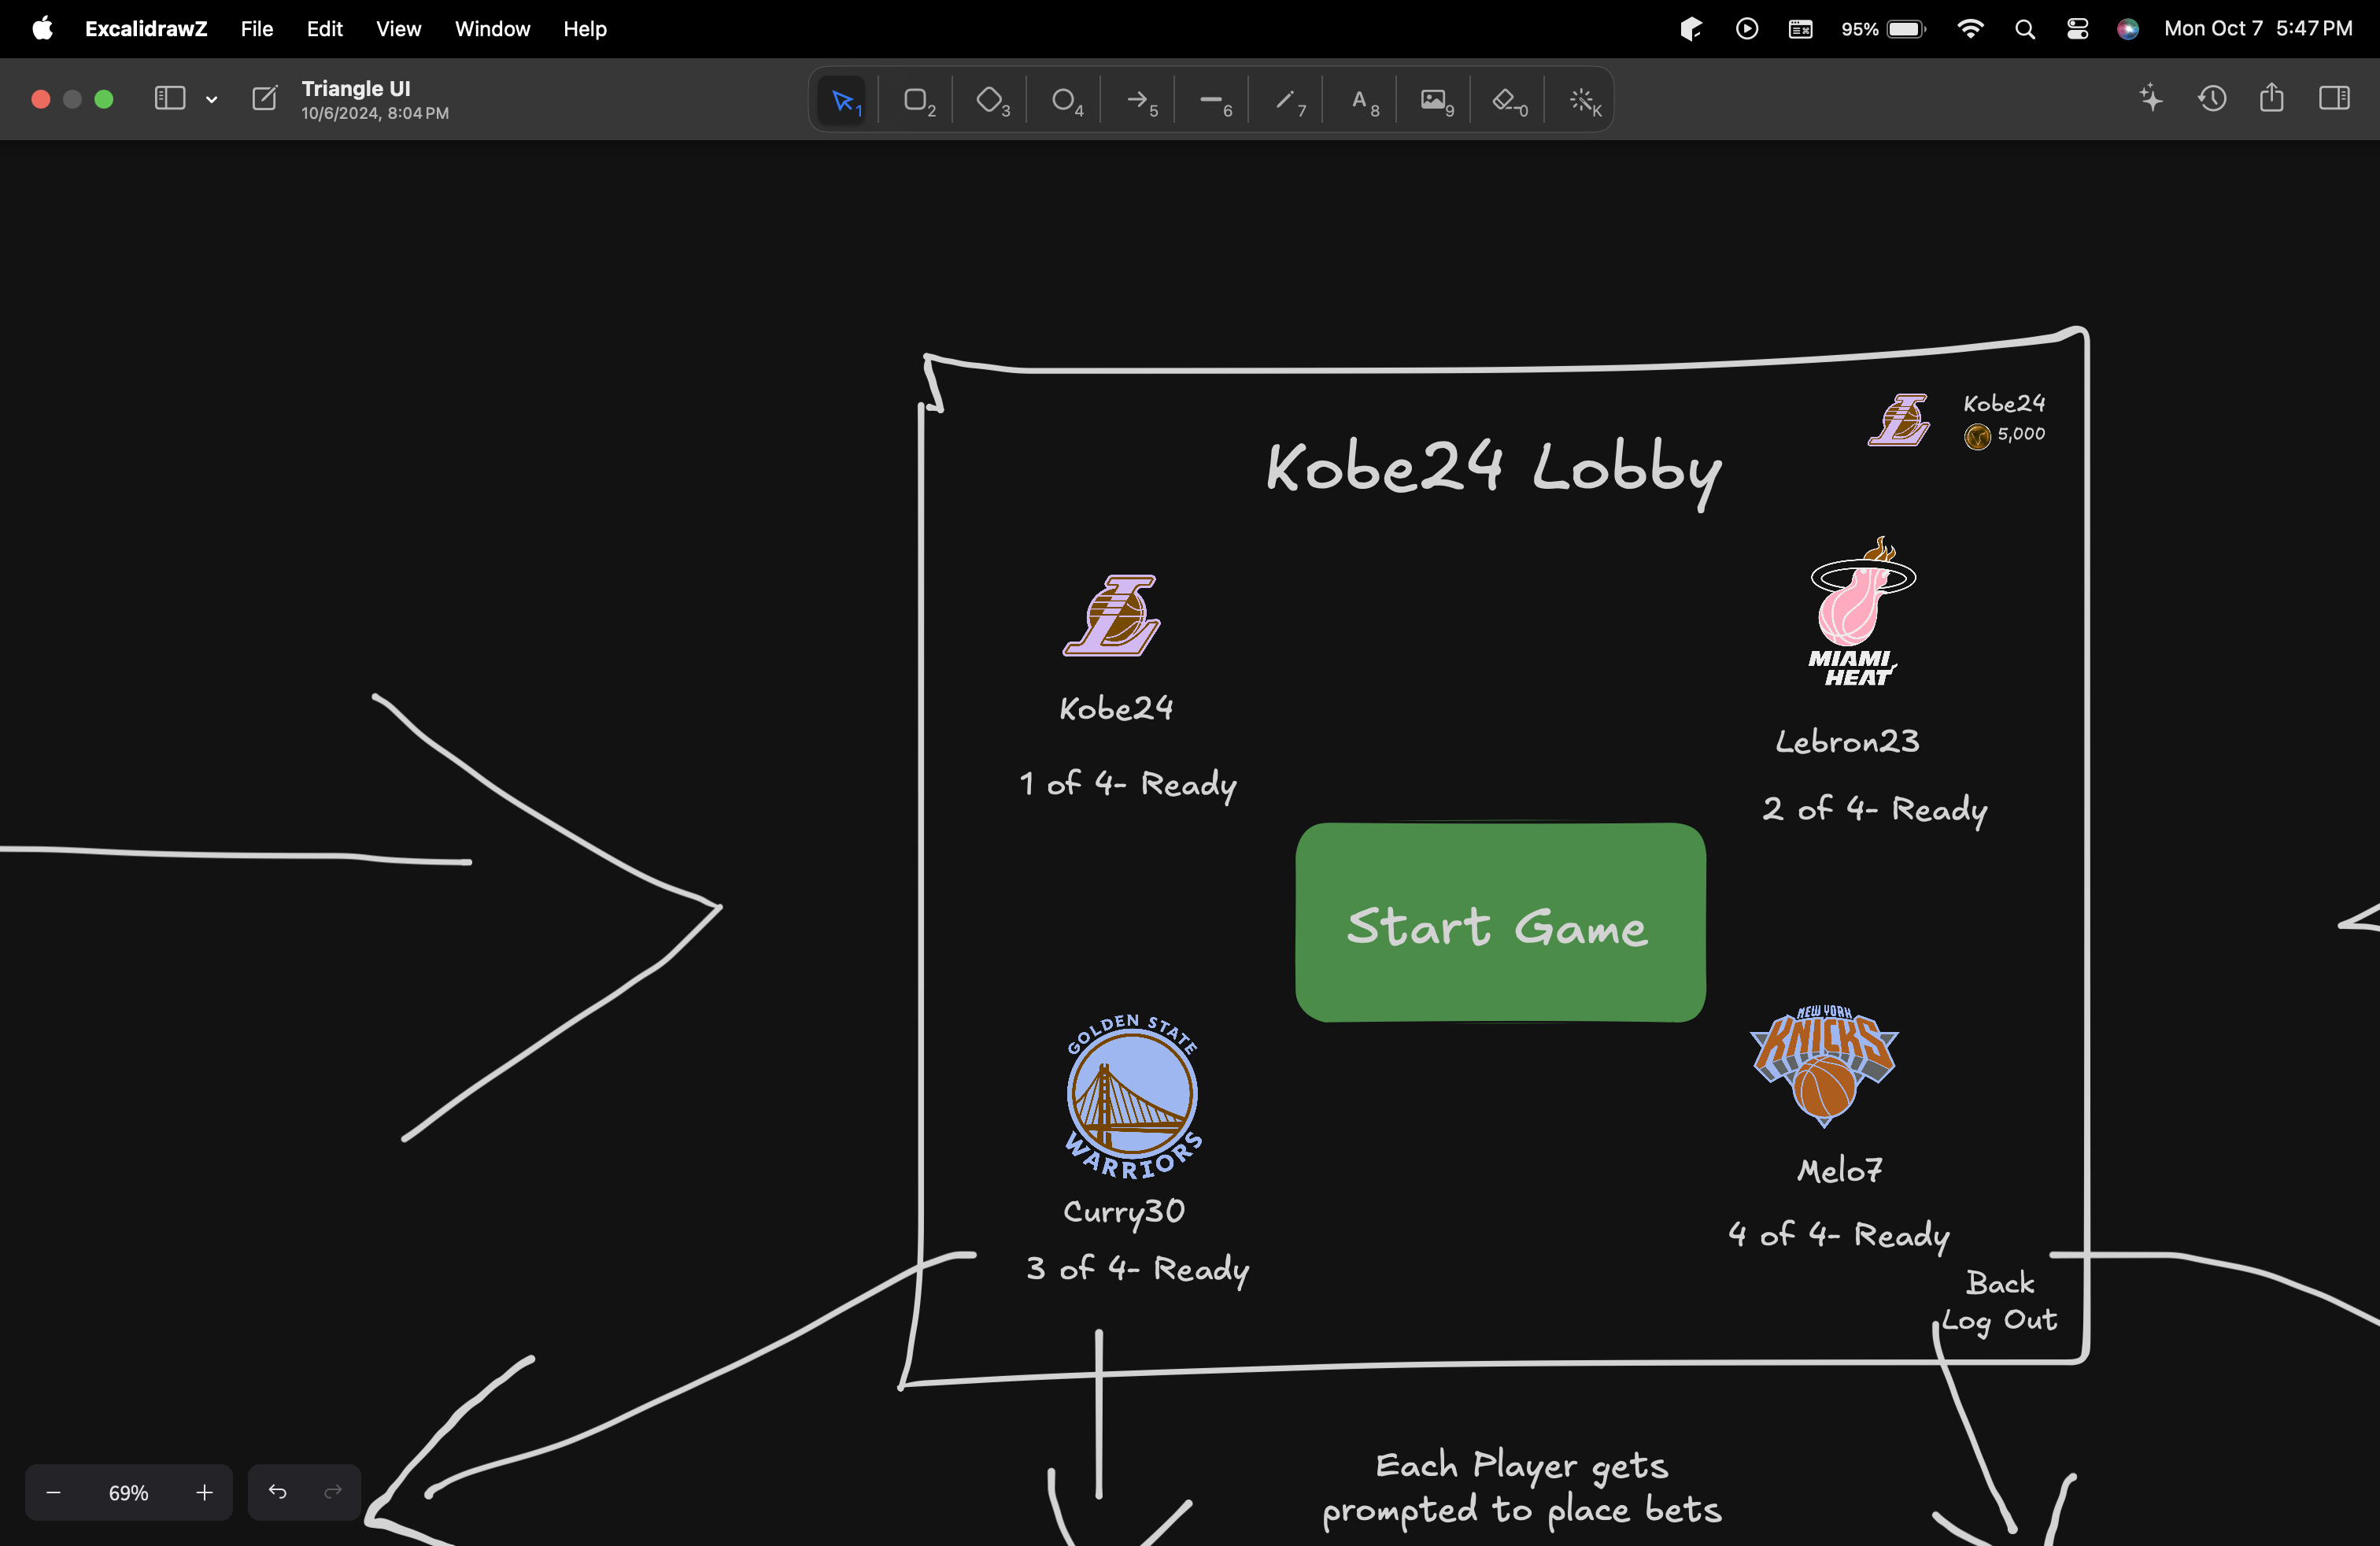 ExcalidrawZ File Edit View Window Help
95% Mon Oct 7 5:47 PM
Triangle UI
10/6/2024, 8:04 PM
1 2 3 4 5 6 7 A 8 9 0 K
Kobe24
5,000
Kobe24 Lobby
MIAMI
HEAT
Kobe24
Lebron23
1 of 4- Ready
2 of 4- Ready
Start Game
GOLDEN STATE
WARRIORS
NEW YORK
KNICKS
Melo7
Curry30
4 of 4- Ready
3 of 4- Ready
Back
Log Out
Each Player gets
prompted to place bets
69%